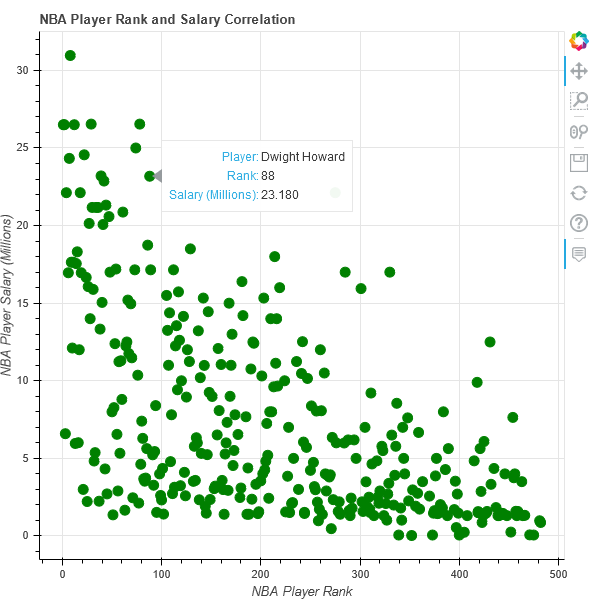 NBA Player Rank and Salary Correlation
NBA Player Salary (Millions)
30
25
20
15
10
5
0
Player: Dwight Howard
Rank: 88
Salary (Millions): 23.180
0 100 200 300 400 500
NBA Player Rank